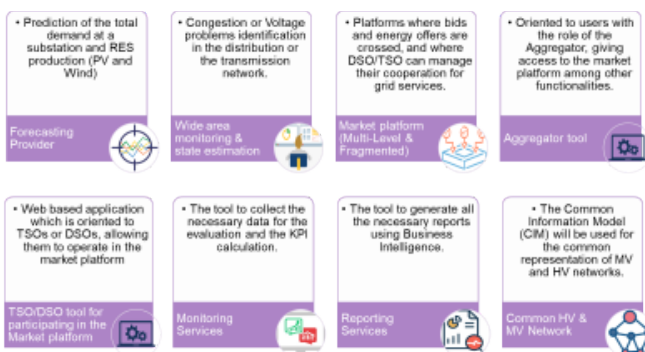 • Prediction of the total
demand at a
substation and RES
production (PV and
Wind)
Forecasting
Provider
• Congestion or Voltage
problems identification
in the distribution or
the transmission
network.
Wide area
monitoring &
state estimation
• Platforms where bids
and energy offers are
crossed, and where
DSO/TSO can manage
their cooperation for
grid services.
Market platform
(Multi-Level &
Fragmented)
• Oriented to users with
the role of the
Aggregator, giving
access to the market
platform among other
functionalities.
Aggregator tool
• Web based application
which is oriented to
TSOs or DSOs, allowing
them to operate in the
market platform
TSO/DSO tool for
participating in the
Market platform
• The tool to collect the
necessary data for the
evaluation and the KPI
calculation.
Monitoring
Services
• The tool to generate all
the necessary reports
using Business
Intelligence.
Reporting
Services
• The Common
Information Model
(CIM) will be used for
the common
representation of MV
and HV networks.
Common HV &
MV Network